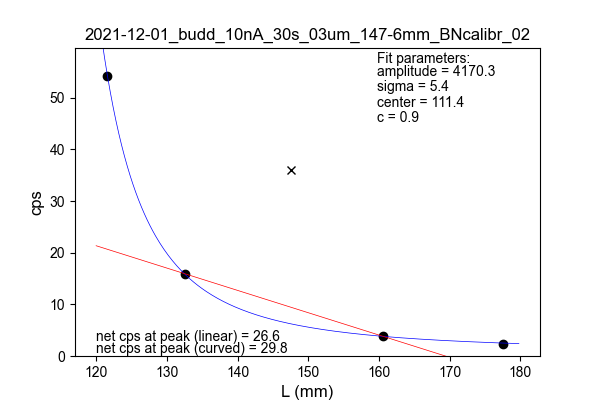 2021-12-01_budd_10nA_30s_03um_147-6mm_BNcalibr_02
Fit parameters:
amplitude = 4170.3
sigma = 5.4
center = 111.4
c = 0.9
50
40
30
20
10
0
cps
net cps at peak (linear) = 26.6
net cps at peak (curved) = 29.8
120 130 140 150 160 170 180
L (mm)